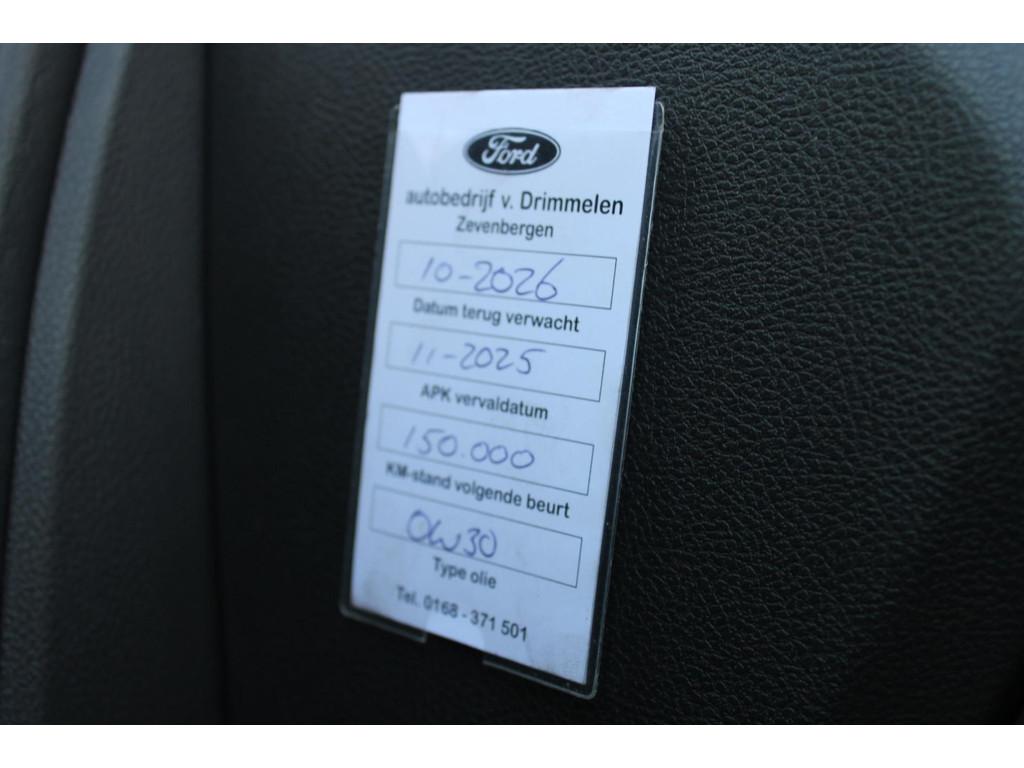 Ford
autobedrijf v. Drimmelen
Zevenbergen
10-2026
Datum terug verwacht
11-2025
APK vervaldatum
150.000
KM-stand volgende beurt
0W30
Type olie
Tel. 0168 - 371 501